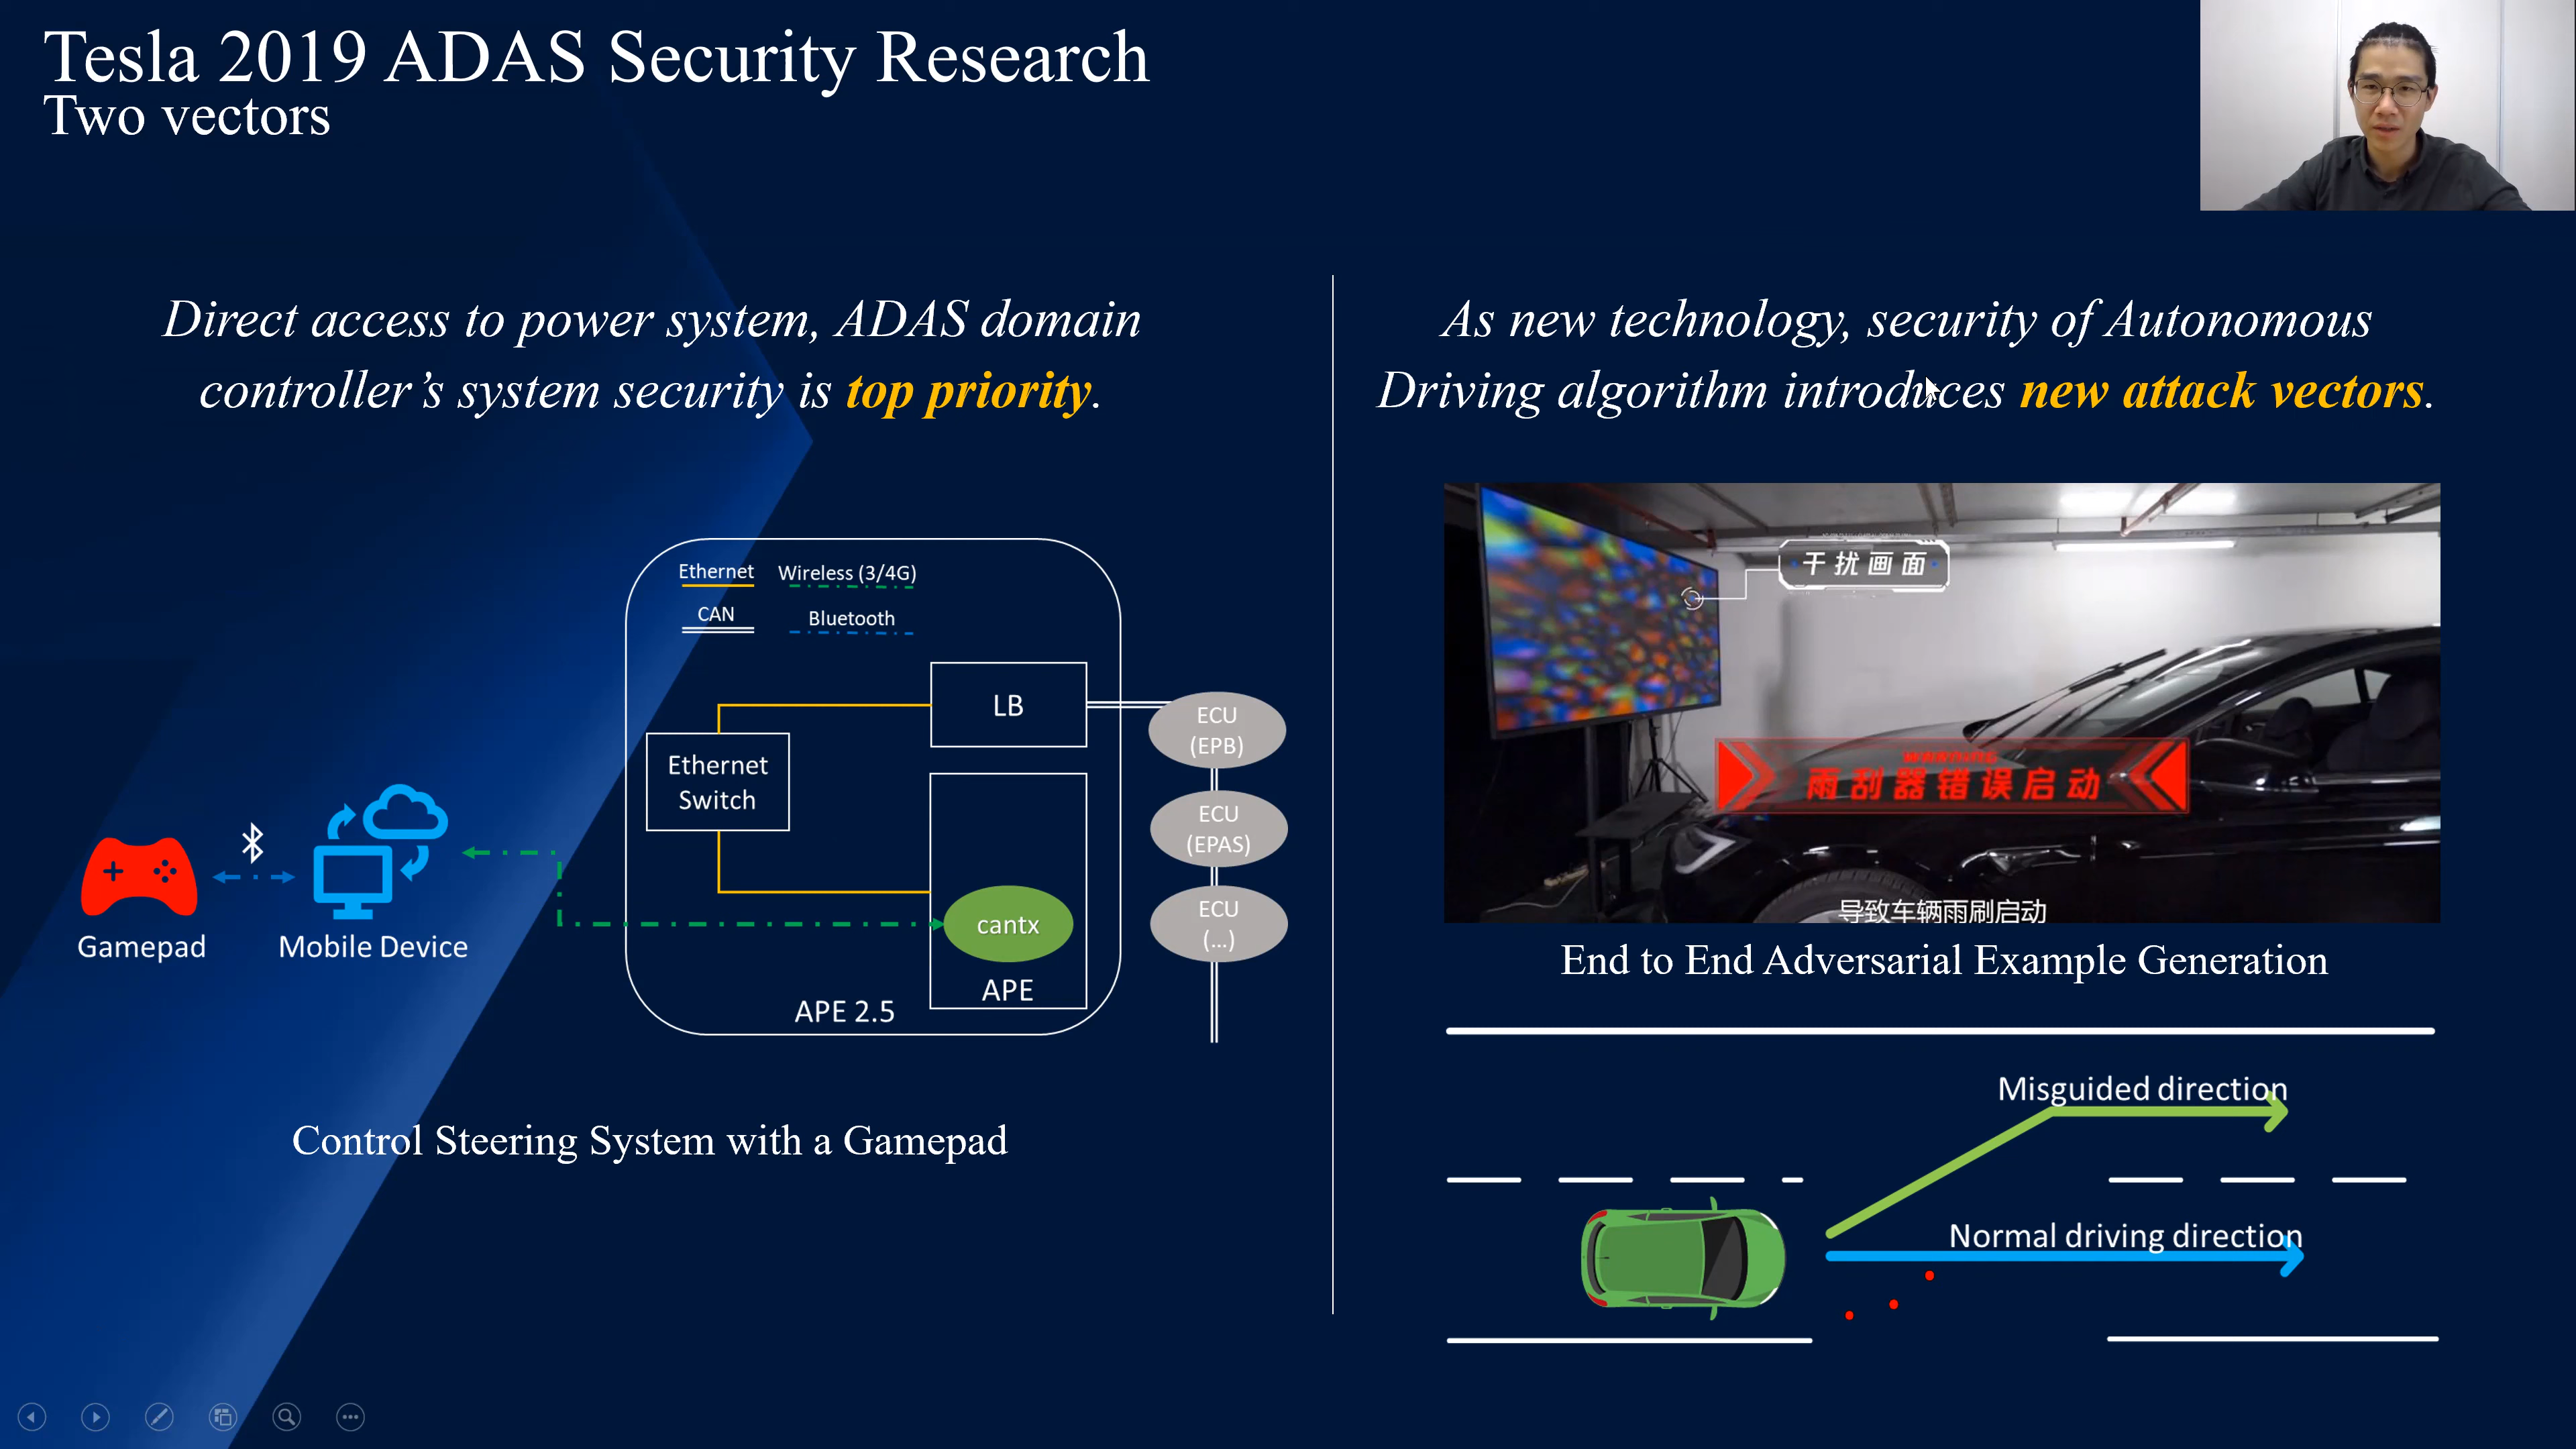 Tesla 2019 ADAS Security Research
Two vectors
Direct access to power system, ADAS domain
controller’s system security is top priority.
Ethernet
Wireless (3/4G)
CAN
Bluetooth
LB
Ethernet
Switch
ECU
(EPB)
ECU
(EPAS)
ECU
(...)
cantx
APE
APE 2.5
Gamepad
Mobile Device
Control Steering System with a Gamepad
As new technology, security of Autonomous
Driving algorithm introduces new attack vectors.
干扰画面
WARNING
雨刮器错误启动
导致车辆雨刷启动
End to End Adversarial Example Generation
Misguided direction
Normal driving direction